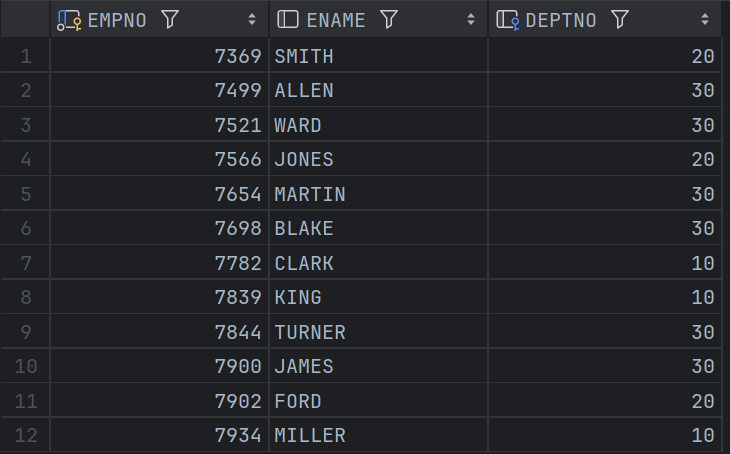 EMPNO ENAME DEPTNO
1 7369 SMITH 20
2 7499 ALLEN 30
3 7521 WARD 30
4 7566 JONES 20
5 7654 MARTIN 30
6 7698 BLAKE 30
7 7782 CLARK 10
8 7839 KING 10
9 7844 TURNER 30
10 7900 JAMES 30
11 7902 FORD 20
12 7934 MILLER 10